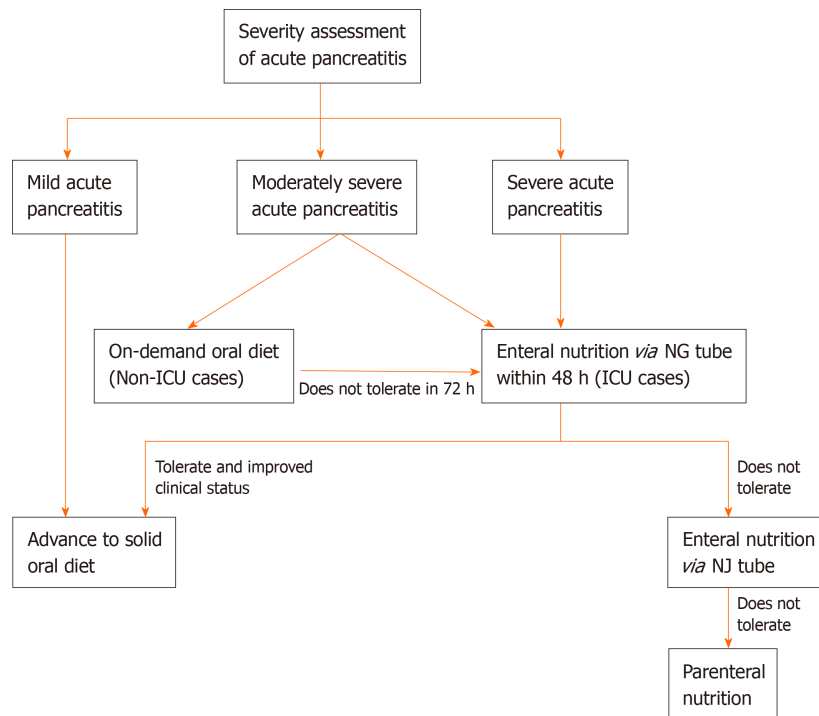 Severity assessment
of acute pancreatitis
Mild acute
pancreatitis
Moderately severe
acute pancreatitis
Severe acute
pancreatitis
On-demand oral diet
(Non-ICU cases)
Does not tolerate in 72 h
Enteral nutrition via NG tube
within 48 h (ICU cases)
Tolerate and improved
clinical status
Does not
tolerate
Advance to solid
oral diet
Enteral nutrition
via NJ tube
Does not
tolerate
Parenteral
nutrition